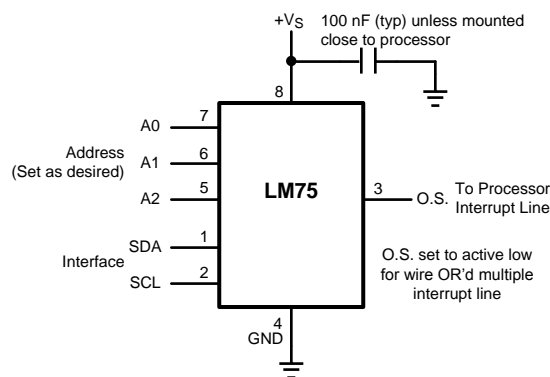 +VS
100 nF (typ) unless mounted
close to processor
8
7
A0
Address
(Set as desired)
6
A1
5
A2
LM75
3
O.S.
To Processor
Interrupt Line
1
SDA
Interface
2
SCL
O.S. set to active low
for wire OR'd multiple
interrupt line
4
GND